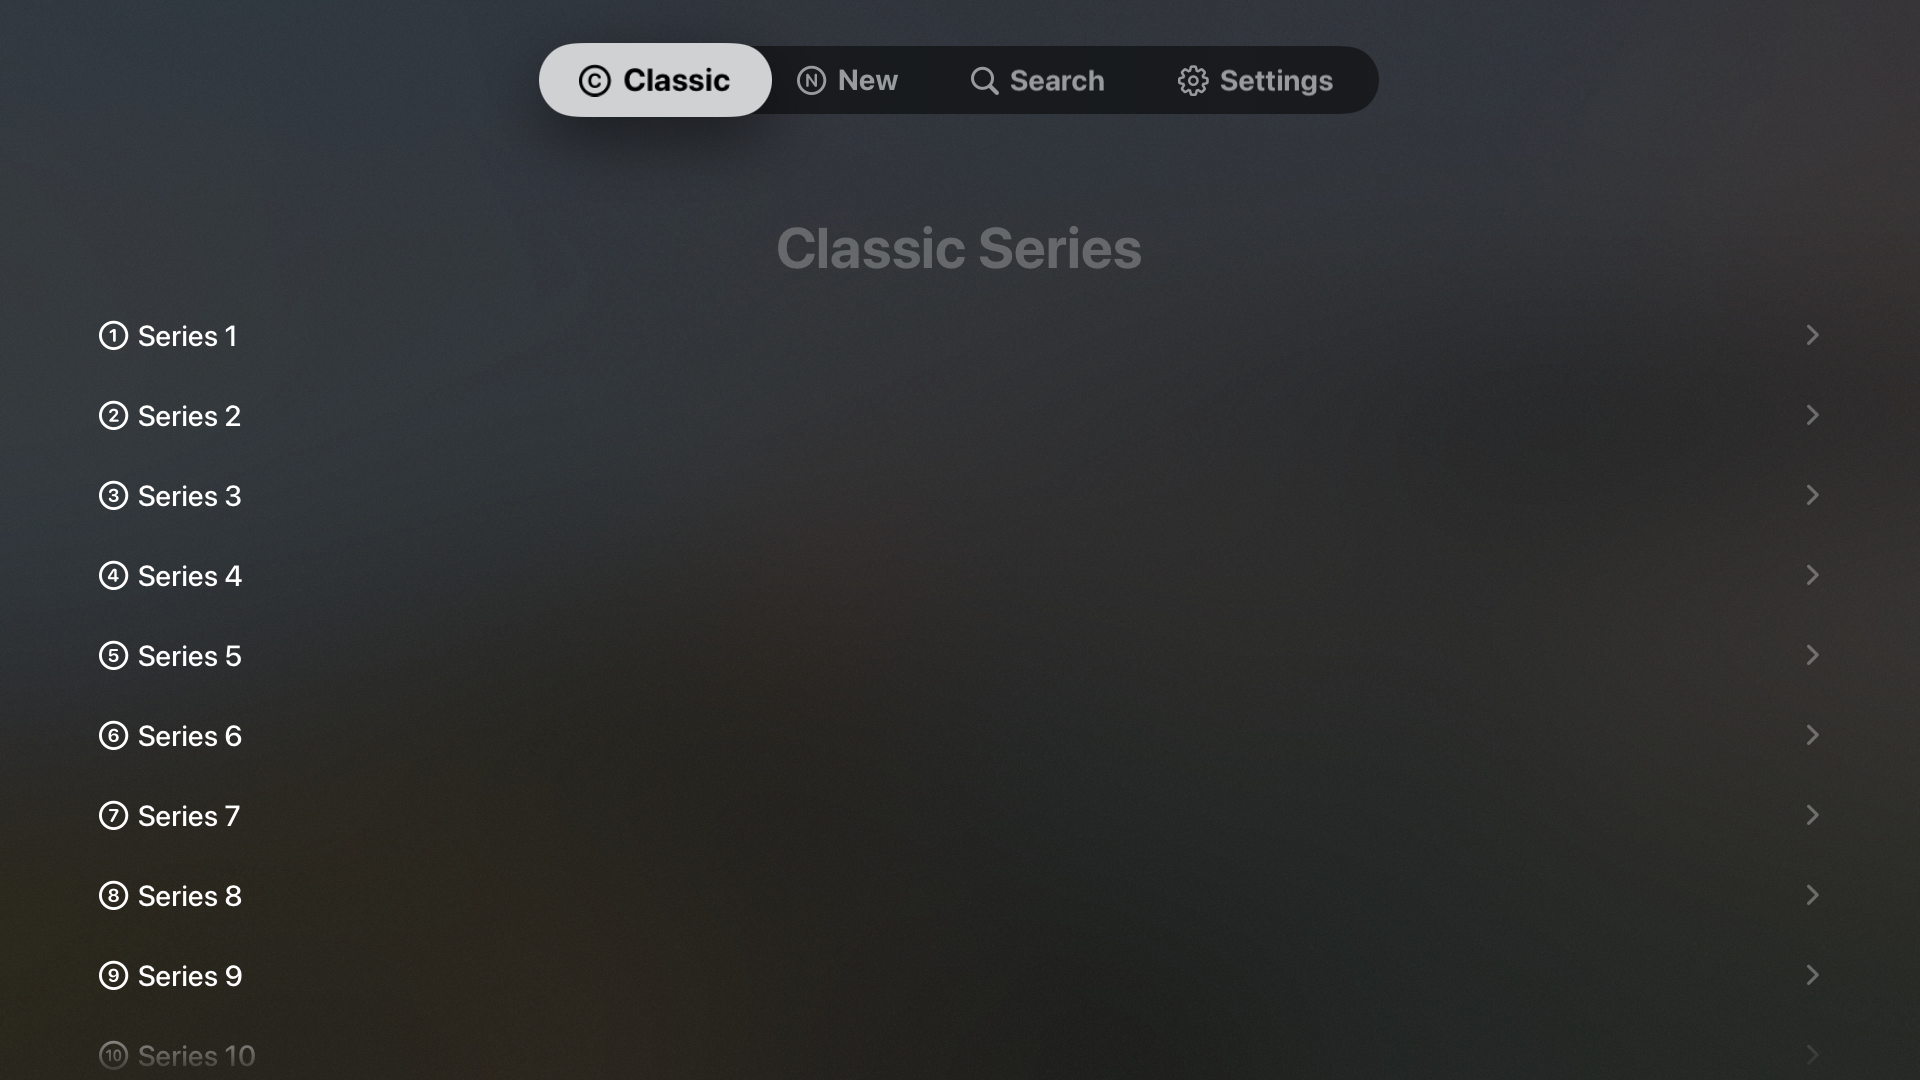 © Classic
Ⓝ New
Search
Settings
Classic Series
① Series 1
② Series 2
③ Series 3
④ Series 4
⑤ Series 5
⑥ Series 6
⑦ Series 7
⑧ Series 8
⑨ Series 9
⑩ Series 10